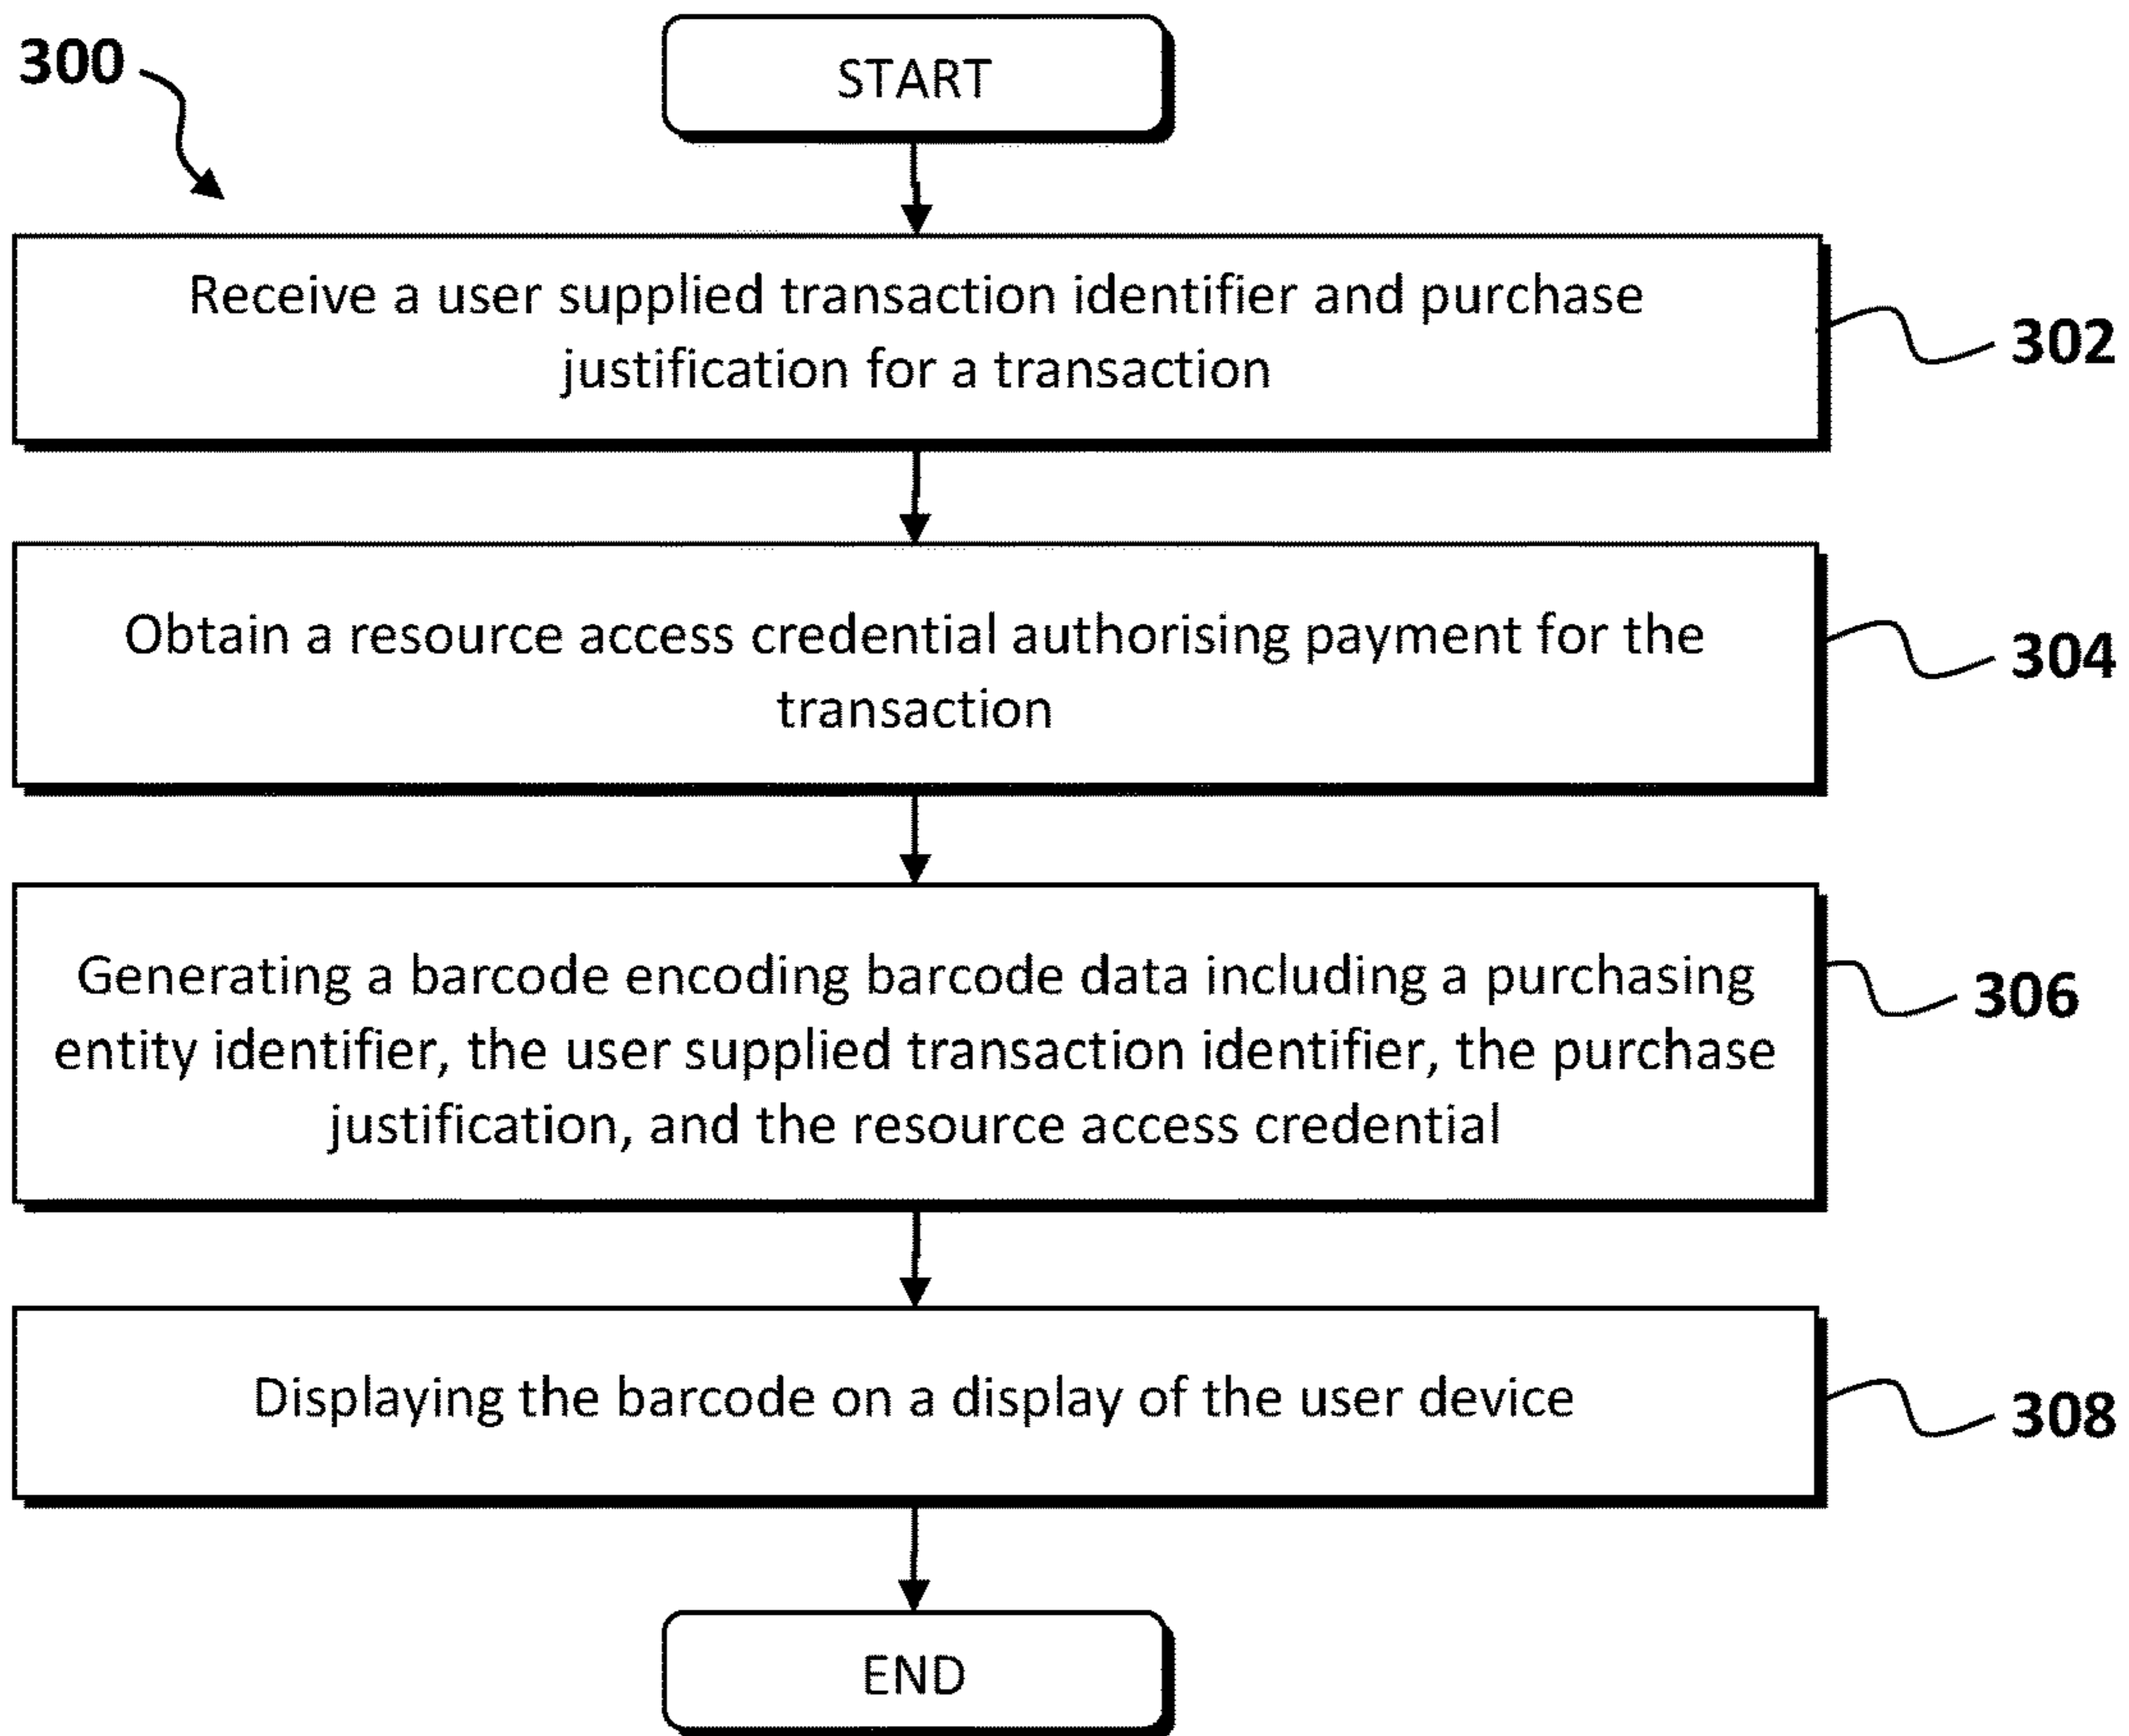 300
START
Receive a user supplied transaction identifier and purchase
justification for a transaction
302
Obtain a resource access credential authorising payment for the
transaction
304
Generating a barcode encoding barcode data including a purchasing
entity identifier, the user supplied transaction identifier, the purchase
justification, and the resource access credential
306
Displaying the barcode on a display of the user device
308
END